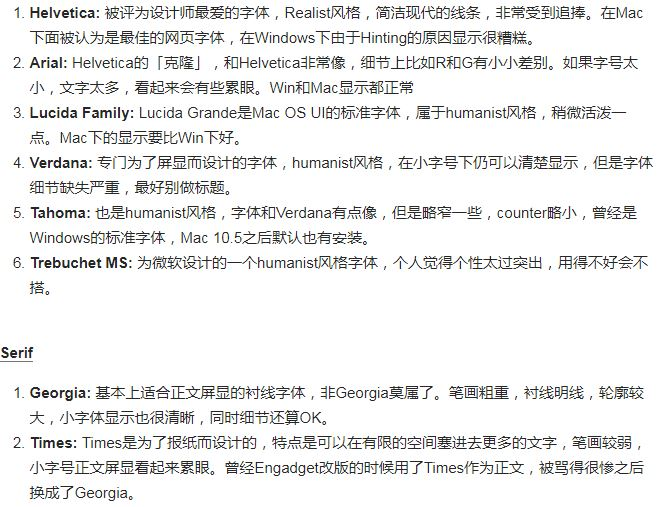 1. Helvetica: 被评为设计师最爱的字体，Realist风格，简洁现代的线条，非常受到追捧。在Mac
下面被认为是最佳的网页字体，在Windows下由于Hinting的原因显示很糟糕。
2. Arial: Helvetica的「克隆」，和Helvetica非常像，细节上比如R和G有小小差别。如果字号太
小，文字太多，看起来会有些累眼。Win和Mac显示都正常
3. Lucida Family: Lucida Grande是Mac OS UI的标准字体，属于humanist风格，稍微活泼一
点。Mac下的显示要比Win下好。
4. Verdana: 专门为了屏显而设计的字体，humanist风格，在小字号下仍可以清楚显示，但是字体
细节缺失严重，最好别做标题。
5. Tahoma: 也是humanist风格，字体和Verdana有点像，但是略窄一些，counter略小，曾经是
Windows的标准字体，Mac 10.5之后默认也有安装。
6. Trebuchet MS: 为微软设计的一个humanist风格字体，个人觉得个性太过突出，用得不好会不
搭。
Serif
1. Georgia: 基本上适合正文屏显的衬线字体，非Georgia莫属了。笔画粗重，衬线明线，轮廓较
大，小字体显示也很清晰，同时细节还算OK。
2. Times: Times是为了报纸而设计的，特点是可以在有限的空间塞进去更多的文字，笔画较弱，
小字号正文屏显看起来累眼。曾经Engadget改版的时候用了Times作为正文，被骂得很惨之后
换成了Georgia。